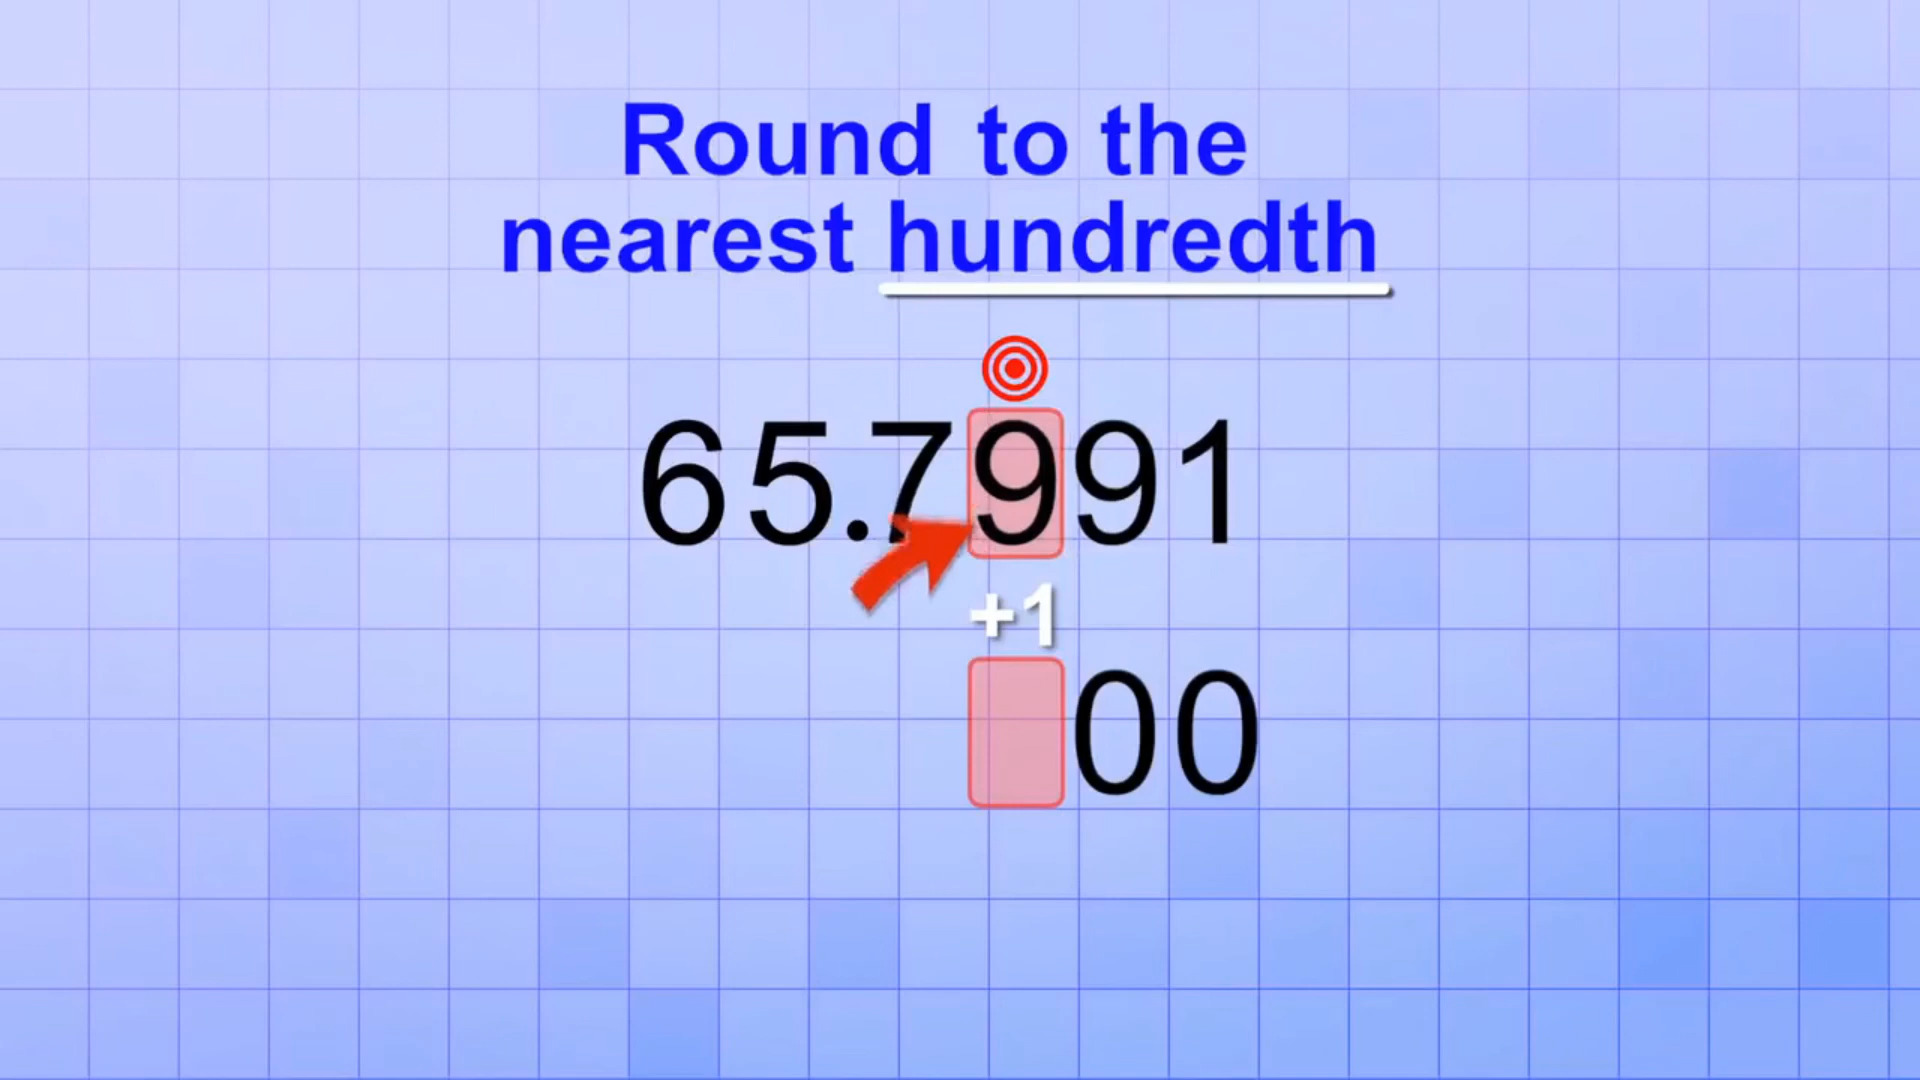 Round to the
nearest hundredth
65.7991
+1
00